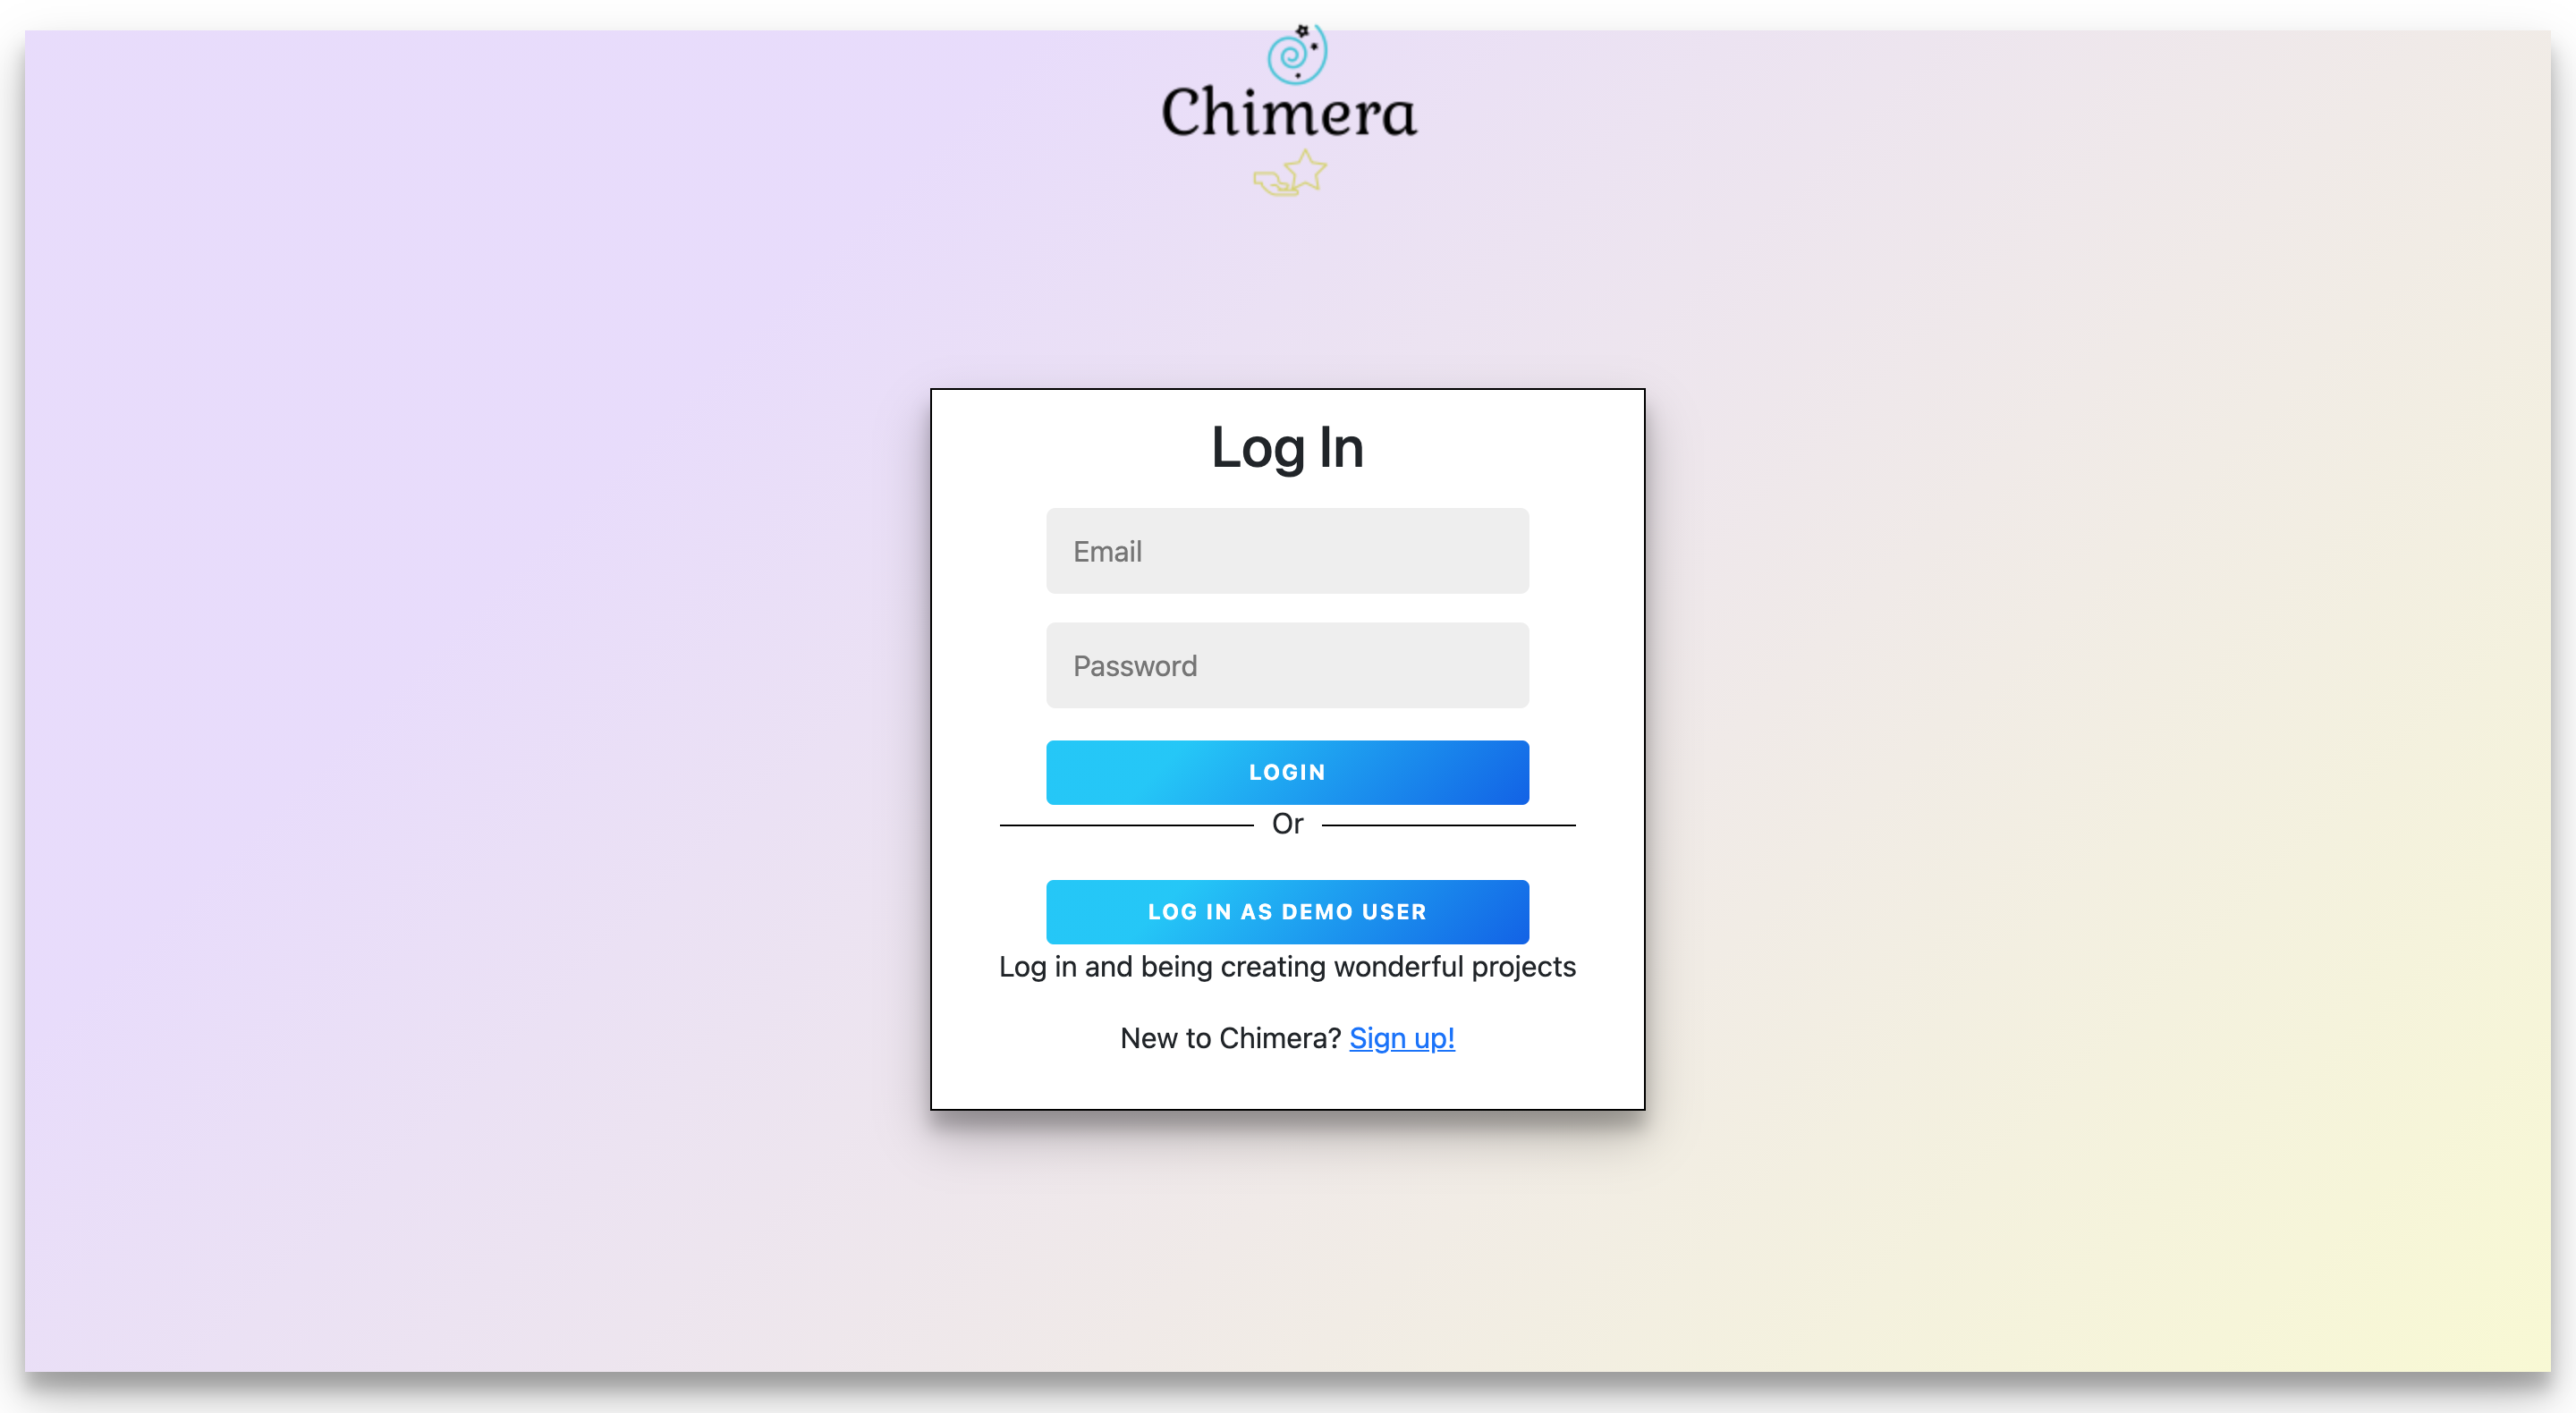 Chimera
Log In
Email
Password
LOGIN
Or
LOG IN AS DEMO USER
Log in and being creating wonderful projects
New to Chimera? Sign up!